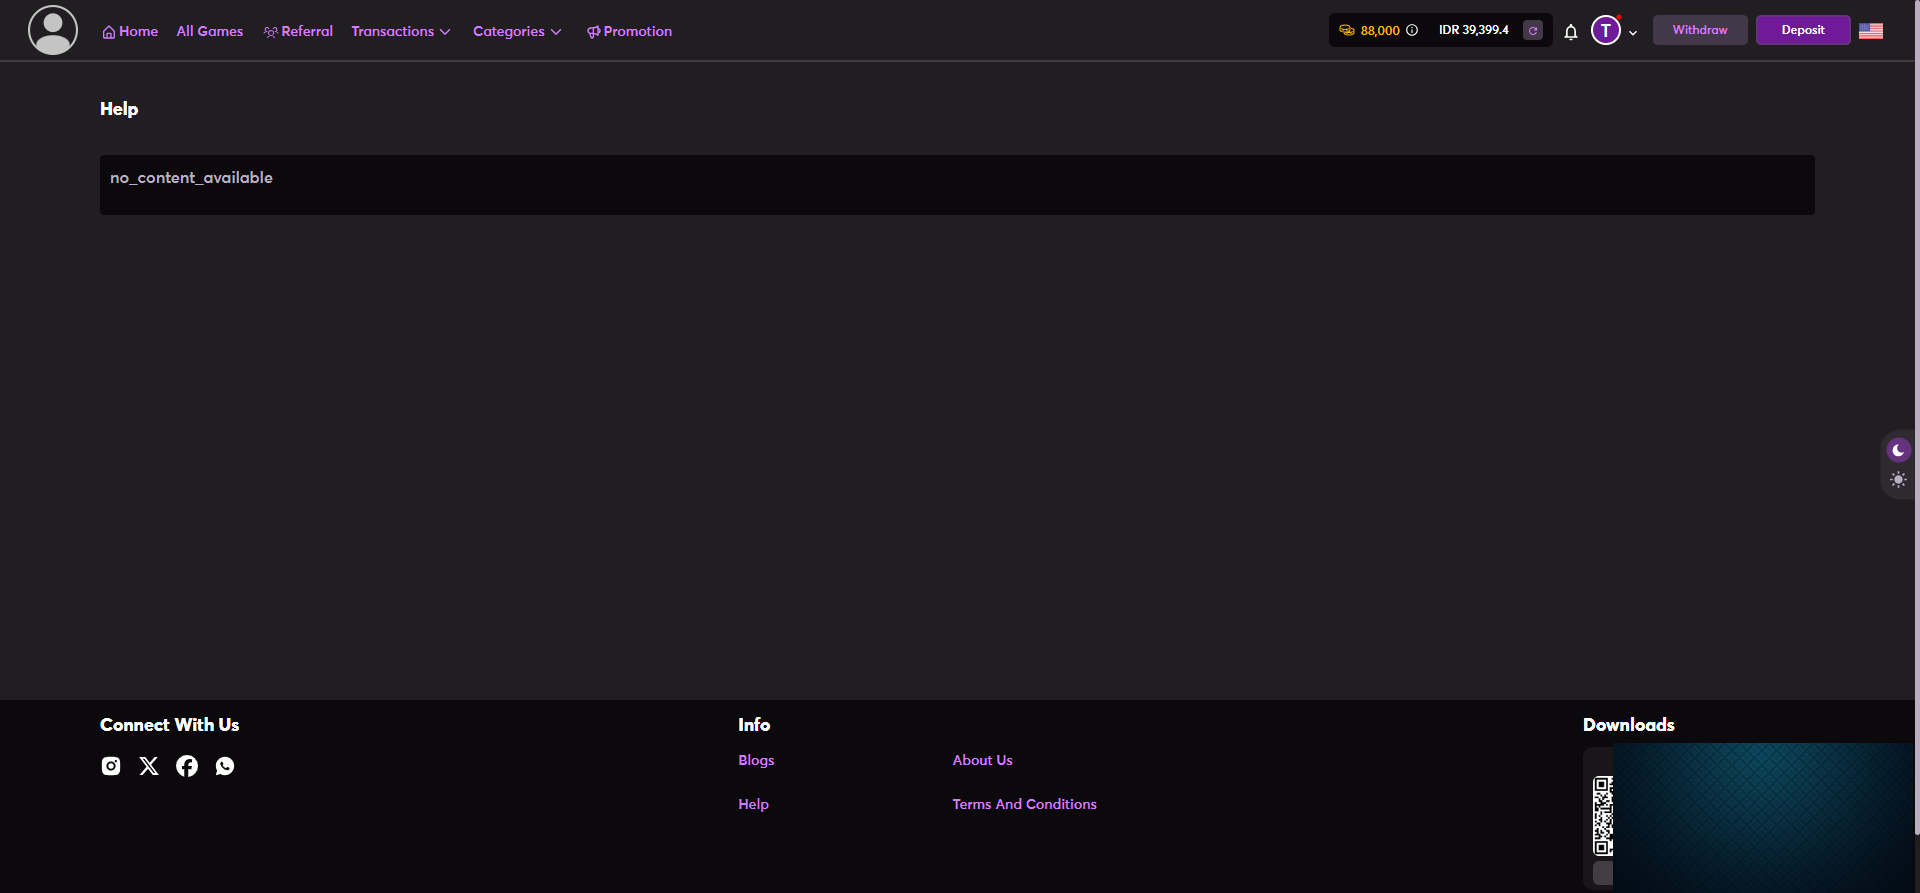 Home All Games Referral Transactions Categories Promotion 88,000 IDR 39,399.4 T Withdraw Deposit
Help
no_content_available
Connect With Us
Info
Blogs About Us
Help Terms And Conditions
Downloads